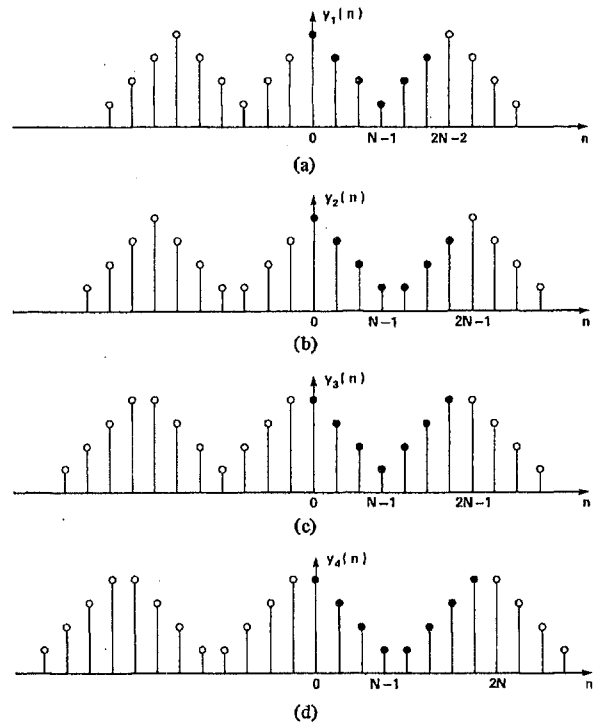 y₁(n)
0 N−1 2N−2 n
(a)
y₂(n)
0 N−1 2N−1 n
(b)
y₃(n)
0 N−1 2N−1 n
(c)
y₄(n)
0 N−1 2N n
(d)